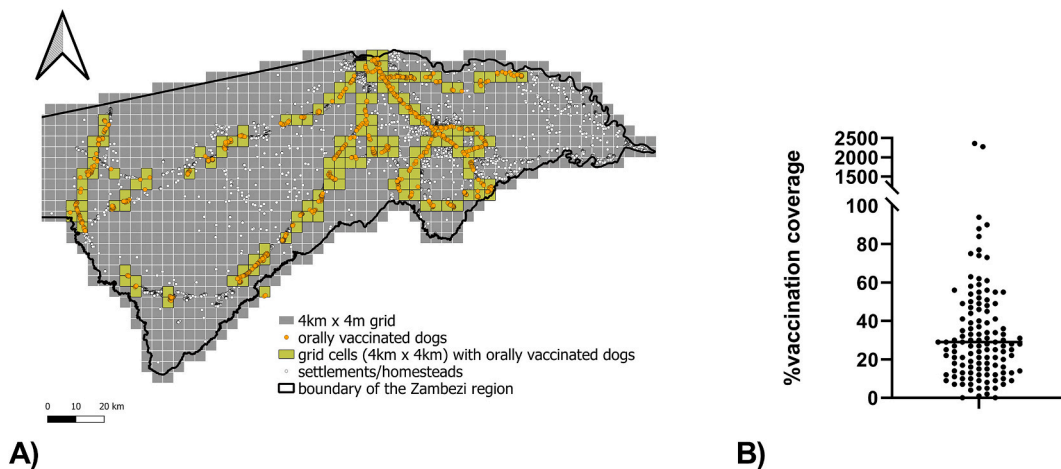 4km x 4m grid
orally vaccinated dogs
grid cells (4km x 4km) with orally vaccinated dogs
settlements/homesteads
boundary of the Zambezi region
0 10 20 km
A)
%vaccination coverage
2500
2000
1500
100
80
60
40
20
0
B)